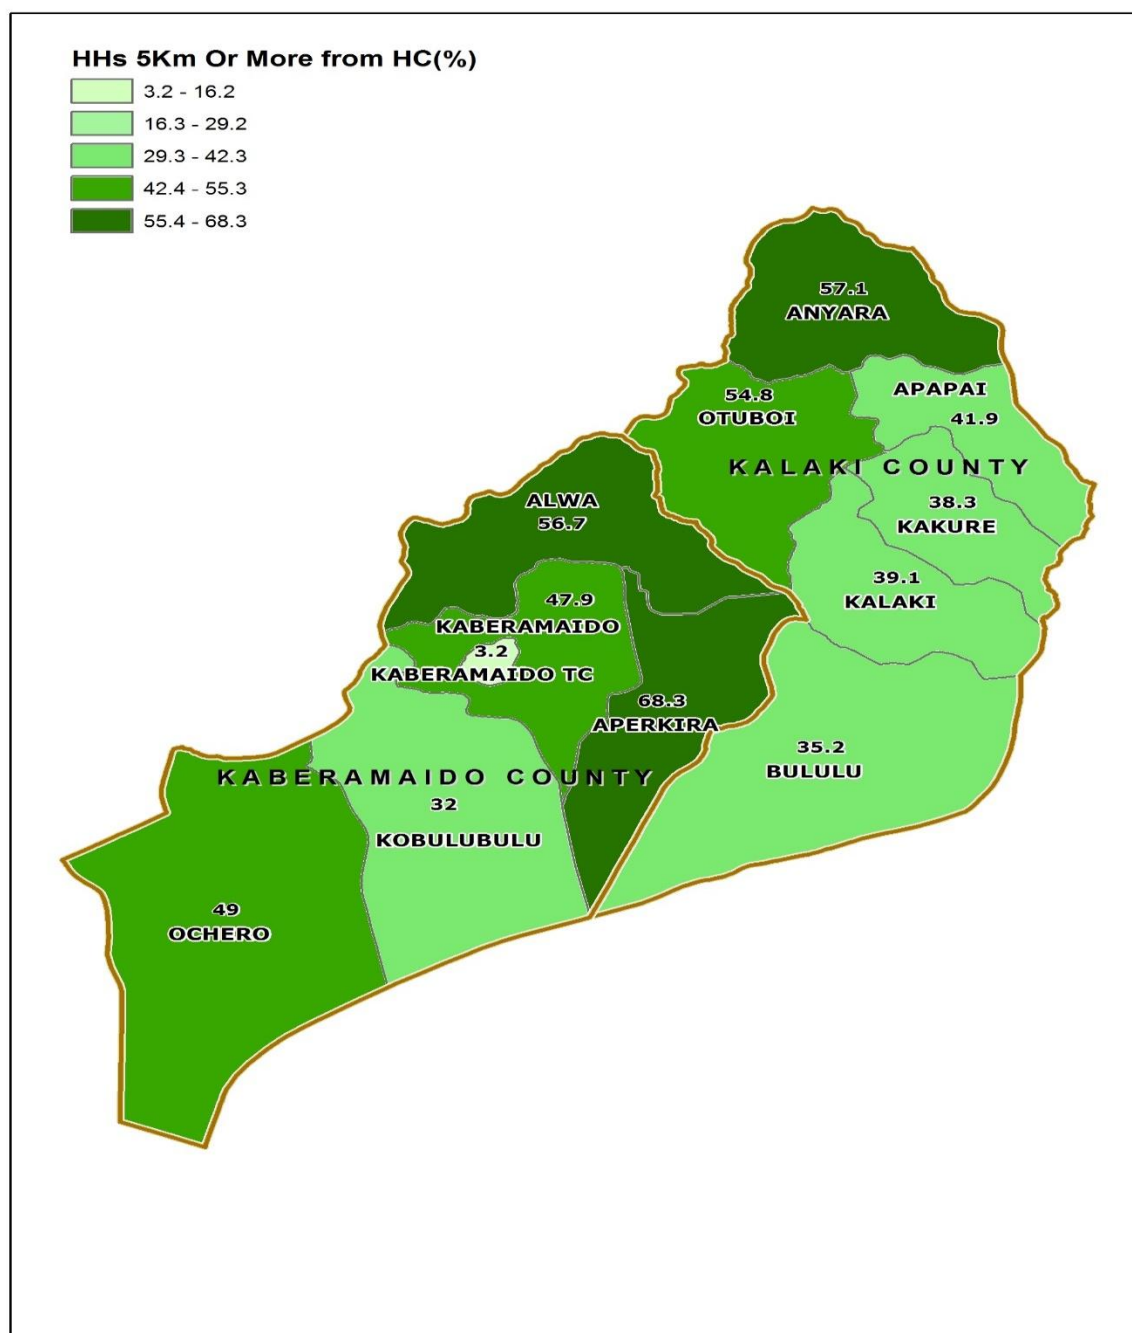 HHs 5Km Or More from HC(%)
3.2 - 16.2
16.3 - 29.2
29.3 - 42.3
42.4 - 55.3
55.4 - 68.3
57.1
ANYARA
54.8
OTUBOI
APAPAI
41.9
KALAKI COUNTY
38.3
KAKURE
ALWA
56.7
39.1
KALAKI
47.9
KABERAMAIDO
3.2
KABERAMAIDO TC
68.3
APERKIRA
35.2
BULULU
KABERAMAIDO COUNTY
32
KOBULUBULU
49
OCHERO